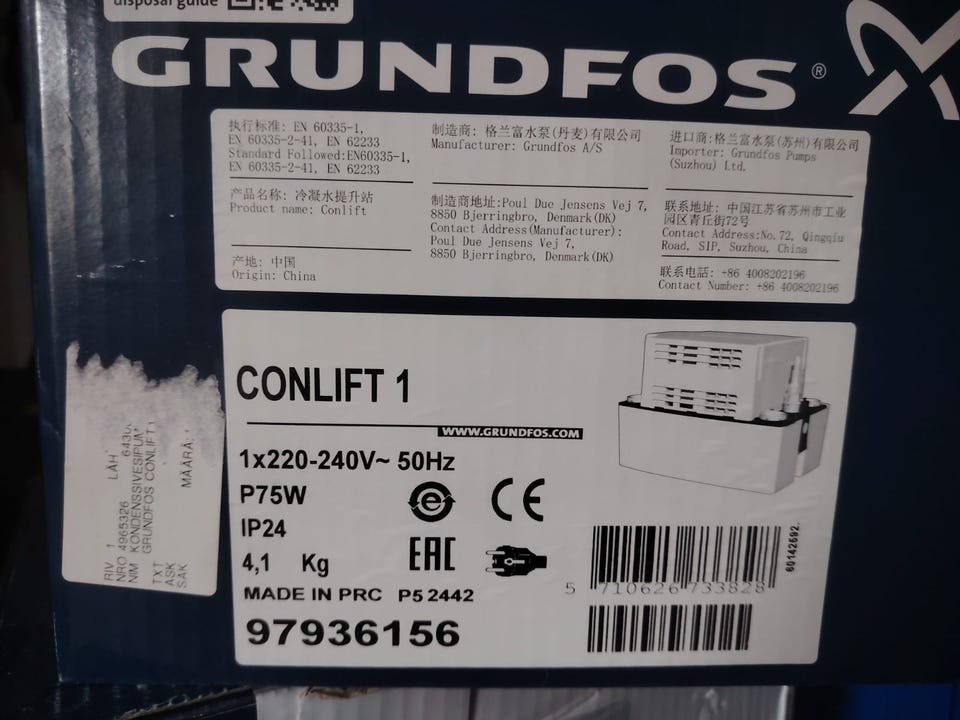 disposal guide
GRUNDFOS®
执行标准: EN 60335-1,
EN 60335-2-41, EN 62233
Standard Followed:EN60335-1,
EN 60335-2-41, EN 62233
产品名称: 冷凝水提升站
Product name: Conlift
产地: 中国
Origin: China
制造商: 格兰富水泵(丹麦)有限公司
Manufacturer: Grundfos A/S
制造商地址:Poul Due Jensens Vej 7,
8850 Bjerringbro, Denmark(DK)
Contact Address(Manufacturer):
Poul Due Jensens Vej 7,
8850 Bjerringbro, Denmark(DK)
进口商:格兰富水泵(苏州)有限公司
Importer: Grundfos Pumps
(Suzhou) Ltd.
联系地址: 中国江苏省苏州市工业
园区青丘街72号
Contact Address:No.72, Qingqiu
Road, SIP, Suzhou, China
联系电话: +86 4008202196
Contact Number: +86 4008202196
CONLIFT 1
WWW.GRUNDFOS.COM
1x220-240V~ 50Hz
P75W
IP24
4,1 Kg
CE
EAC
MADE IN PRC P5 2442
97936156
5 710626 733828
60142592.
RIV 1 LÄH
NRO 4965326 6430
NIM KONDENSSIVESIPUM
GRUNDFOS CONLIFT1
TXT
ASK MÄÄRÄ:
SAK